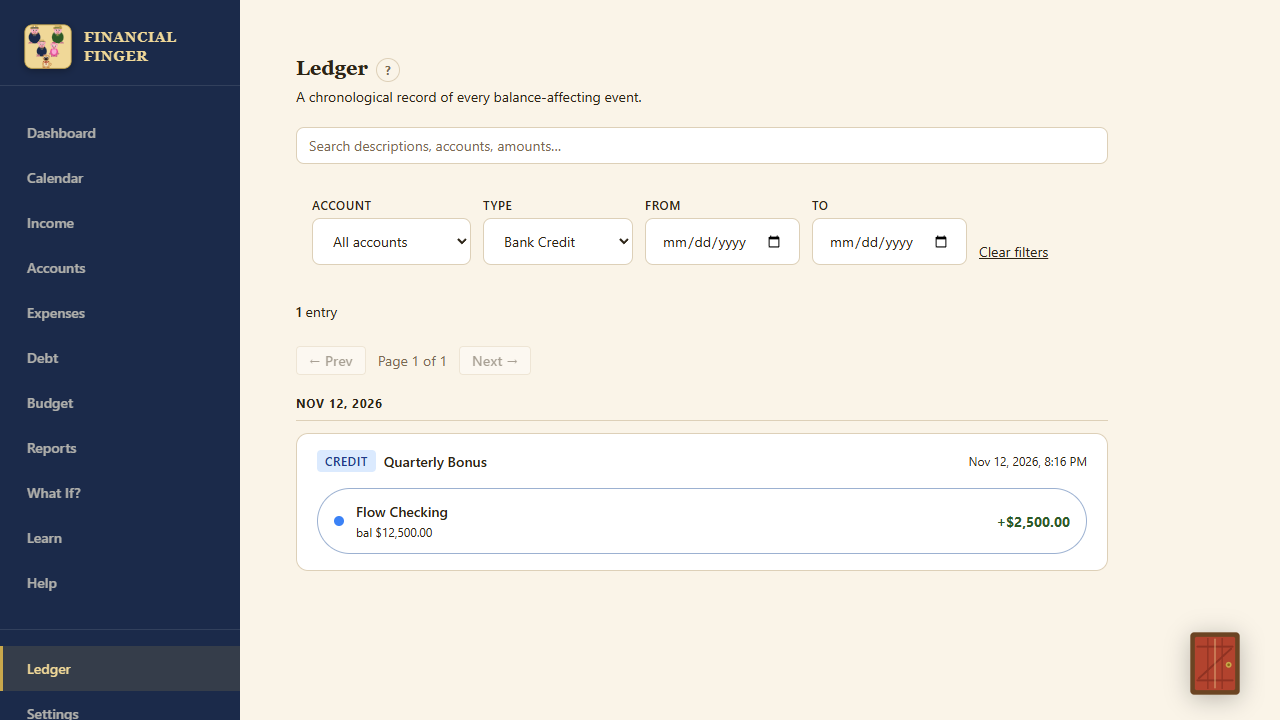 FINANCIAL
FINGER
Dashboard
Calendar
Income
Accounts
Expenses
Debt
Budget
Reports
What If?
Learn
Help
Ledger
Settings
Ledger ?
A chronological record of every balance-affecting event.
Search descriptions, accounts, amounts...
ACCOUNT TYPE FROM TO
All accounts Bank Credit mm/dd/yyyy mm/dd/yyyy Clear filters
1 entry
← Prev Page 1 of 1 Next →
NOV 12, 2026
CREDIT Quarterly Bonus Nov 12, 2026, 8:16 PM
Flow Checking
bal $12,500.00
+$2,500.00